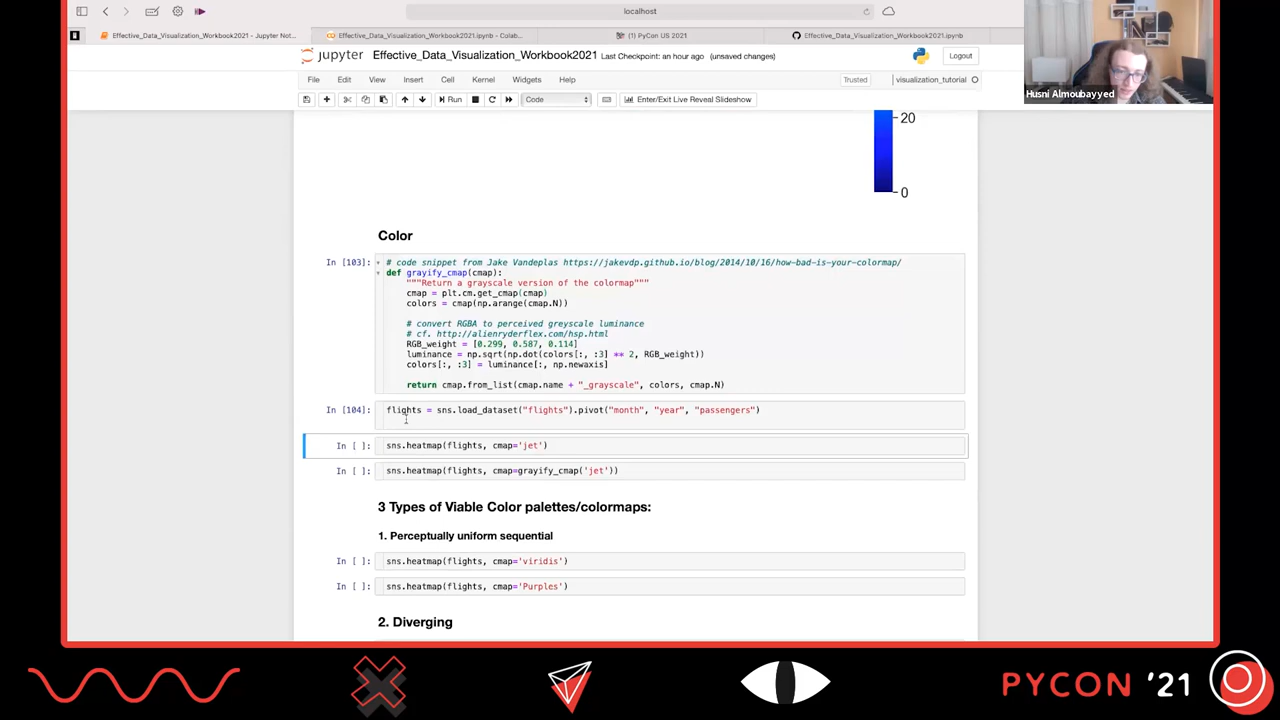 localhost
Effective_Data_Visualization_Workbook2021 - Jupyter Not...
Effective_Data_Visualization_Workbook2021.ipynb - Colab...
(1) PyCon US 2021
Effective_Data_Visualization_Workbook2021.ipynb
jupyter Effective_Data_Visualization_Workbook2021 Last Checkpoint: an hour ago (unsaved changes)
Logout
File Edit View Insert Cell Kernel Widgets Help
Trusted visualization_tutorial
Run Code Enter/Exit Live Reveal Slideshow
Husni Almoubayyed
20
0
Color
In [103]: # code snippet from Jake Vandeplas https://jakevdp.github.io/blog/2014/10/16/how-bad-is-your-colormap/
def grayify_cmap(cmap):
"""Return a grayscale version of the colormap"""
cmap = plt.cm.get_cmap(cmap)
colors = cmap(np.arange(cmap.N))
# convert RGBA to perceived greyscale luminance
# cf. http://alienryderflex.com/hsp.html
RGB_weight = [0.299, 0.587, 0.114]
luminance = np.sqrt(np.dot(colors[:, :3] ** 2, RGB_weight))
colors[:, :3] = luminance[:, np.newaxis]
return cmap.from_list(cmap.name + "_grayscale", colors, cmap.N)
In [104]: flights = sns.load_dataset("flights").pivot("month", "year", "passengers")
In [ ]: sns.heatmap(flights, cmap='jet')
In [ ]: sns.heatmap(flights, cmap=grayify_cmap('jet'))
3 Types of Viable Color palettes/colormaps:
1. Perceptually uniform sequential
In [ ]: sns.heatmap(flights, cmap='viridis')
In [ ]: sns.heatmap(flights, cmap='Purples')
2. Diverging
PYCON '21